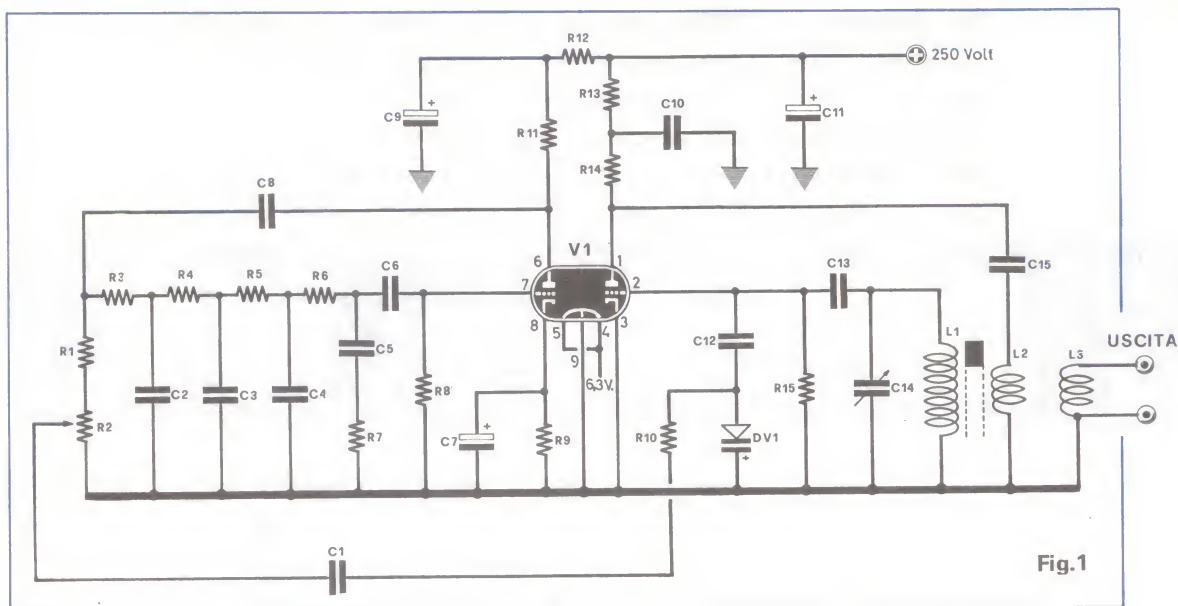 R12
250 Volt
R13
C9
+
R11
C10
+
C11
R14
C8
V1
6
1
C15
R3
R4
R5
R6
C6
7
2
C13
8
5
9
4
3
L1
L2
L3
USCITA
6,3V.
R1
C2
C3
C4
C5
R8
C12
R15
C14
R2
R7
C7
+
R9
R10
DV1
+
C1
Fig.1